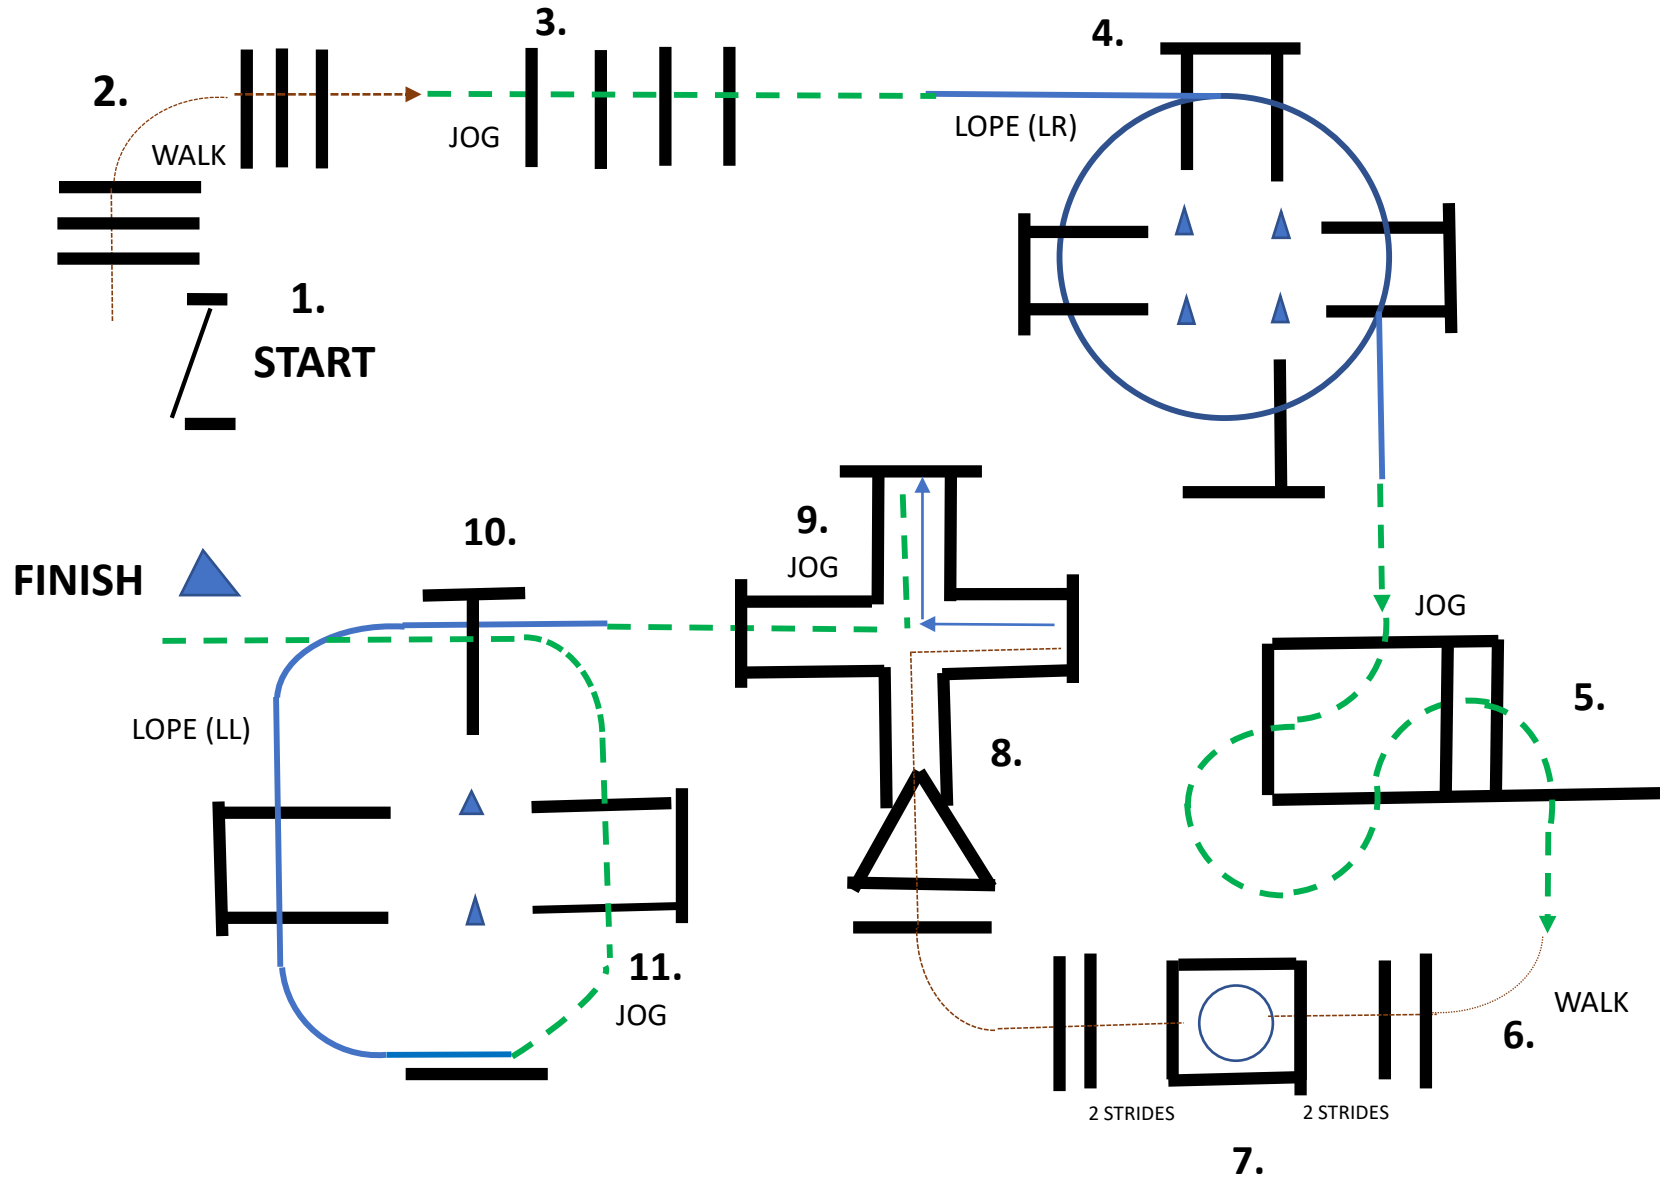 3.
4.
2.
LOPE (LR)
JOG
WALK
1.
START
9.
10.
JOG
FINISH
JOG
5.
LOPE (LL)
8.
11.
JOG
WALK
6.
2 STRIDES
2 STRIDES
7.